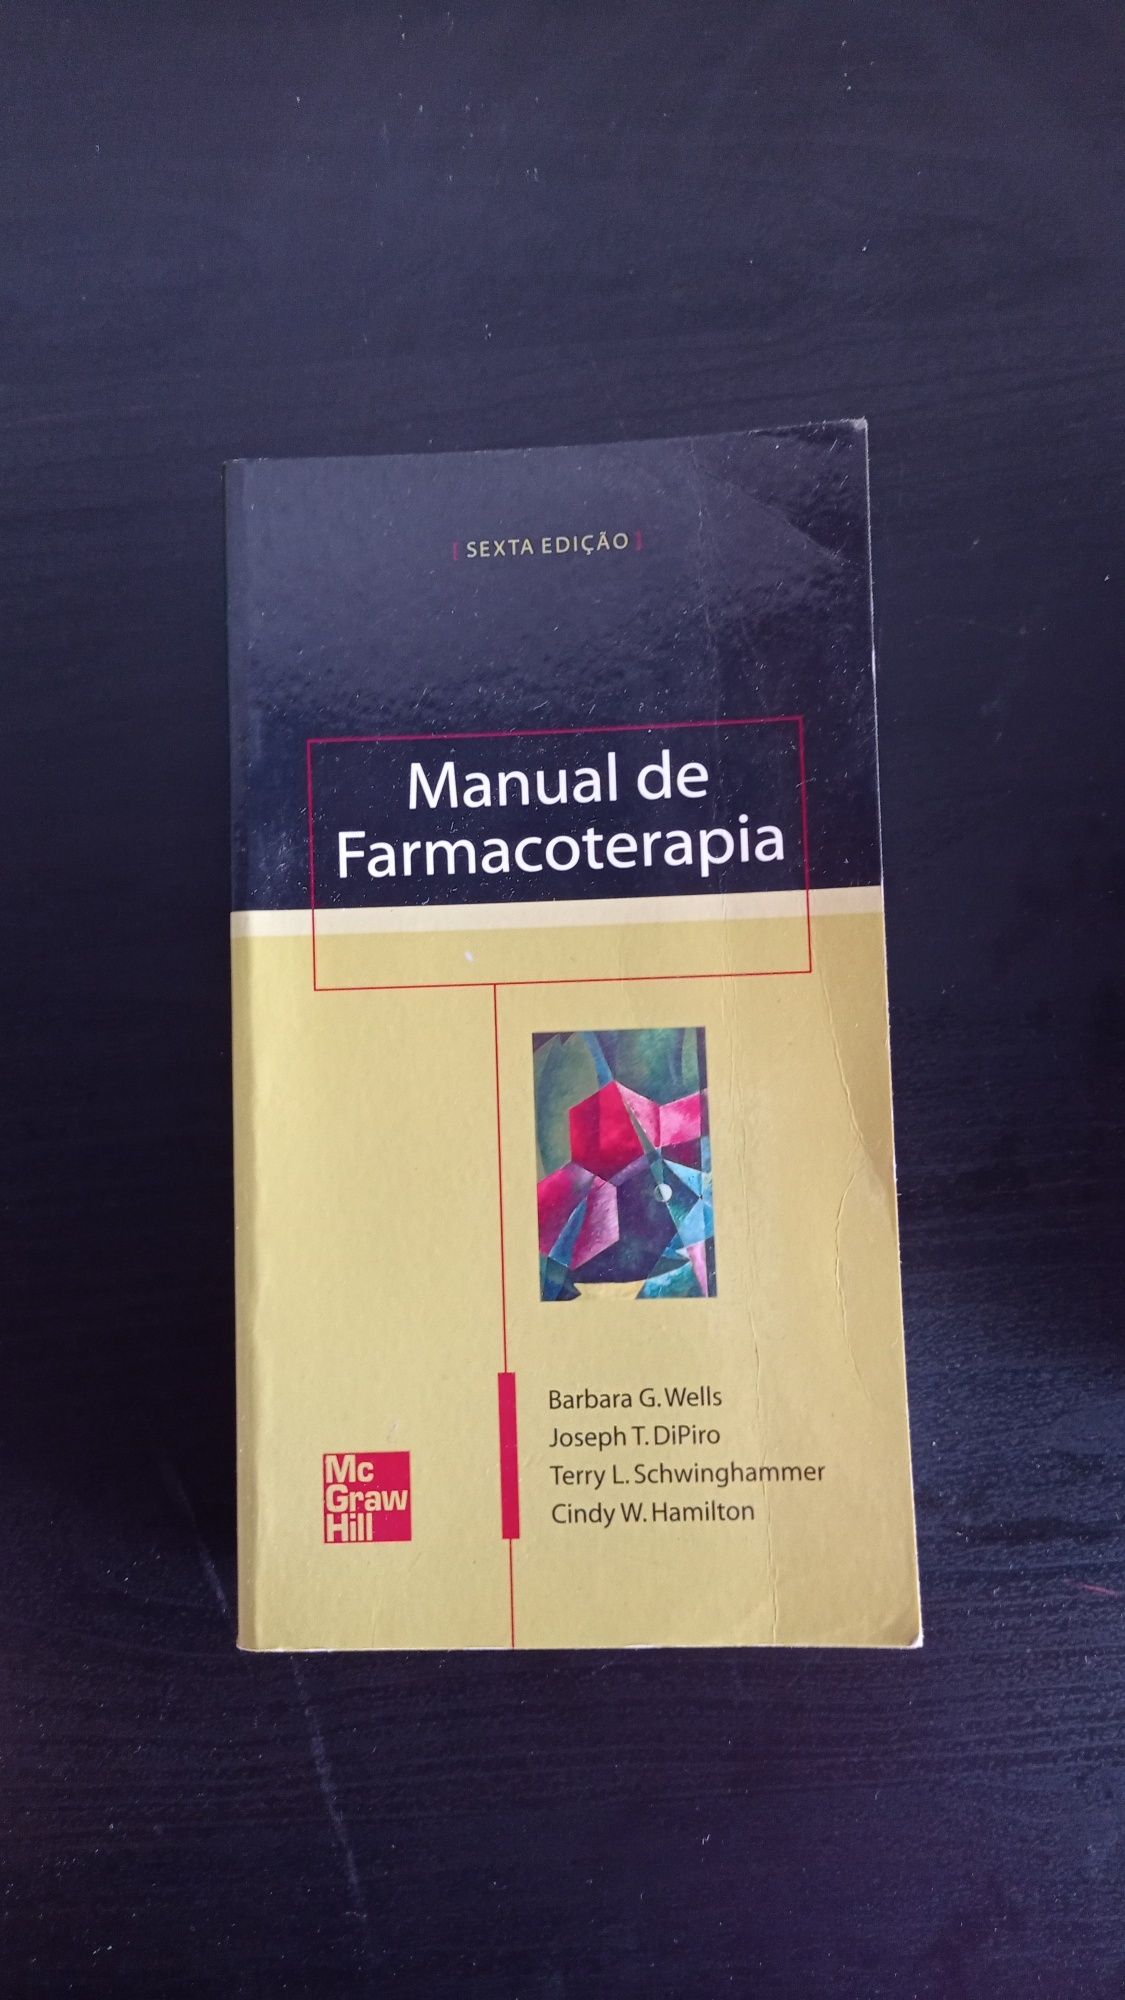 [ SEXTA EDIÇÃO ]
Manual de
Farmacoterapia
Barbara G. Wells
Joseph T. DiPiro
Terry L. Schwinghammer
Cindy W. Hamilton
Mc
Graw
Hill